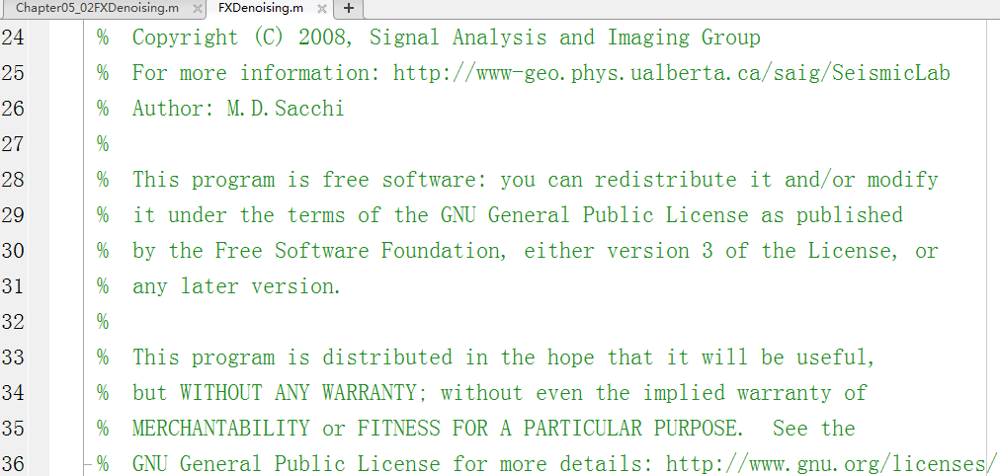 Chapter05_02FXDenoising.m × FXDenoising.m × +
24 % Copyright (C) 2008, Signal Analysis and Imaging Group
25 % For more information: http://www-geo.phys.ualberta.ca/saig/SeismicLab
26 % Author: M.D.Sacchi
27 %
28 % This program is free software: you can redistribute it and/or modify
29 % it under the terms of the GNU General Public License as published
30 % by the Free Software Foundation, either version 3 of the License, or
31 % any later version.
32 %
33 % This program is distributed in the hope that it will be useful,
34 % but WITHOUT ANY WARRANTY; without even the implied warranty of
35 % MERCHANTABILITY or FITNESS FOR A PARTICULAR PURPOSE.  See the
36 % GNU General Public License for more details: http://www.gnu.org/licenses/